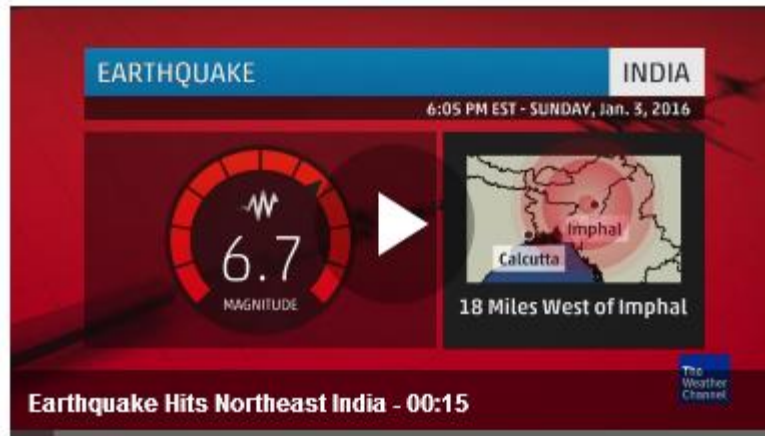 EARTHQUAKE INDIA
6:05 PM EST - SUNDAY, Jan. 3, 2016
6.7
MAGNITUDE
Imphal
Calcutta
18 Miles West of Imphal
The
Weather
Channel
Earthquake Hits Northeast India - 00:15